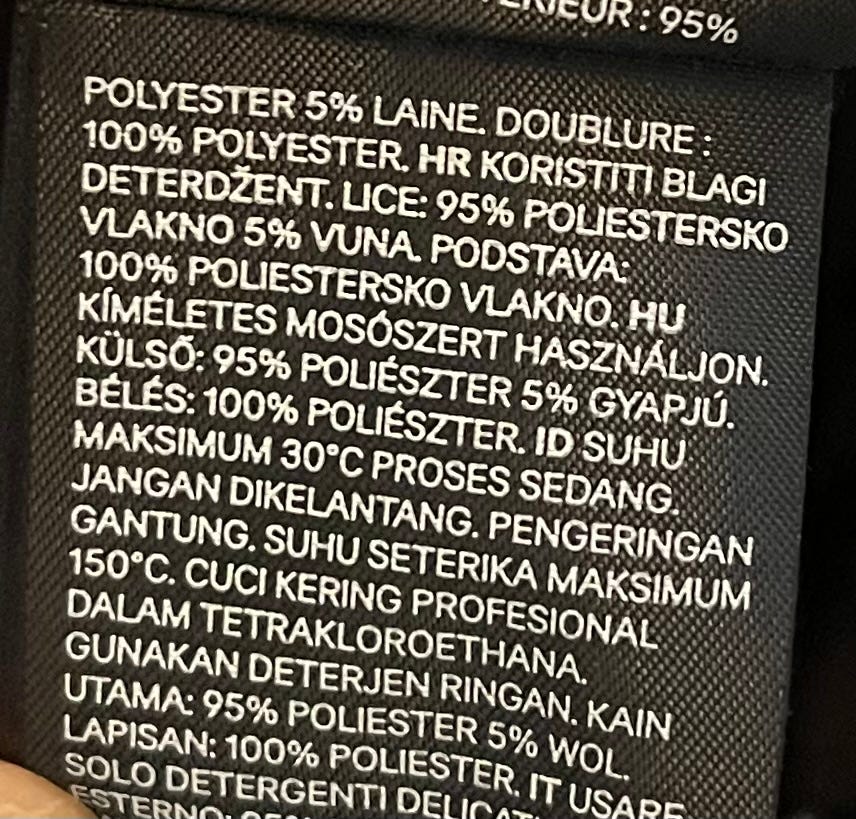 : 95%
POLYESTER 5% LAINE. DOUBLURE :
100% POLYESTER. HR KORISTITI BLAGI
DETERDŽENT. LICE: 95% POLIESTERSKO
VLAKNO 5% VUNA. PODSTAVA:
100% POLIESTERSKO VLAKNO. HU
KÍMÉLETES MOSÓSZERT HASZNÁLJON.
KÜLSŐ: 95% POLIÉSZTER 5% GYAPJÚ.
BÉLÉS: 100% POLIÉSZTER. ID SUHU
MAKSIMUM 30°C PROSES SEDANG.
JANGAN DIKELANTANG. PENGERINGAN
GANTUNG. SUHU SETERIKA MAKSIMUM
150°C. CUCI KERING PROFESIONAL
DALAM TETRAKLOROETHANA.
GUNAKAN DETERJEN RINGAN. KAIN
UTAMA: 95% POLIESTER 5% WOL.
LAPISAN: 100% POLIESTER. IT USARE
SOLO DETERGENTI
ESTERNO: